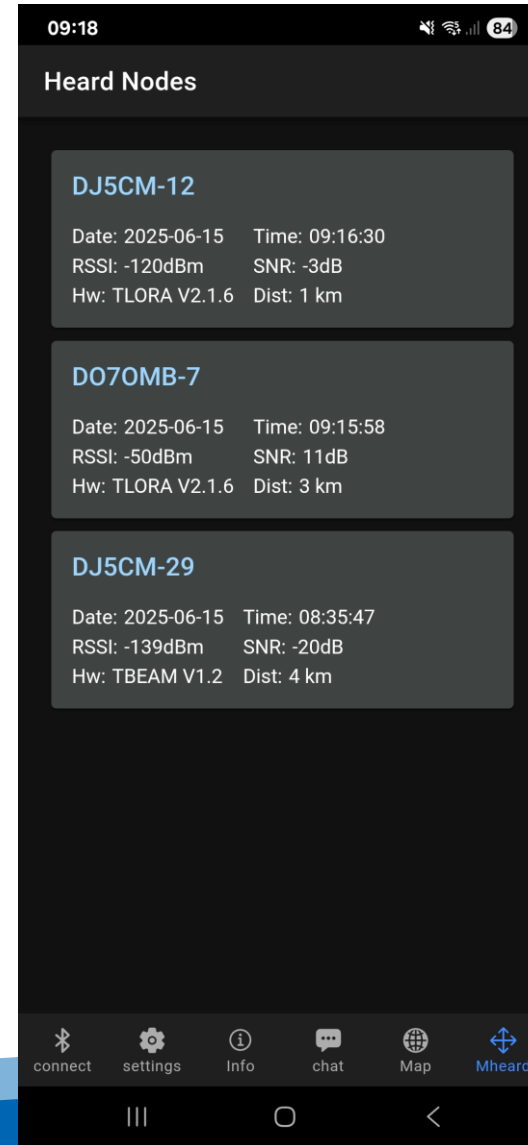 09:18 84
Heard Nodes
DJ5CM-12
Date: 2025-06-15 Time: 09:16:30
RSSI: -120dBm SNR: -3dB
Hw: TLORA V2.1.6 Dist: 1 km
DO7OMB-7
Date: 2025-06-15 Time: 09:15:58
RSSI: -50dBm SNR: 11dB
Hw: TLORA V2.1.6 Dist: 3 km
DJ5CM-29
Date: 2025-06-15 Time: 08:35:47
RSSI: -139dBm SNR: -20dB
Hw: TBEAM V1.2 Dist: 4 km
connect settings Info chat Map Mheard